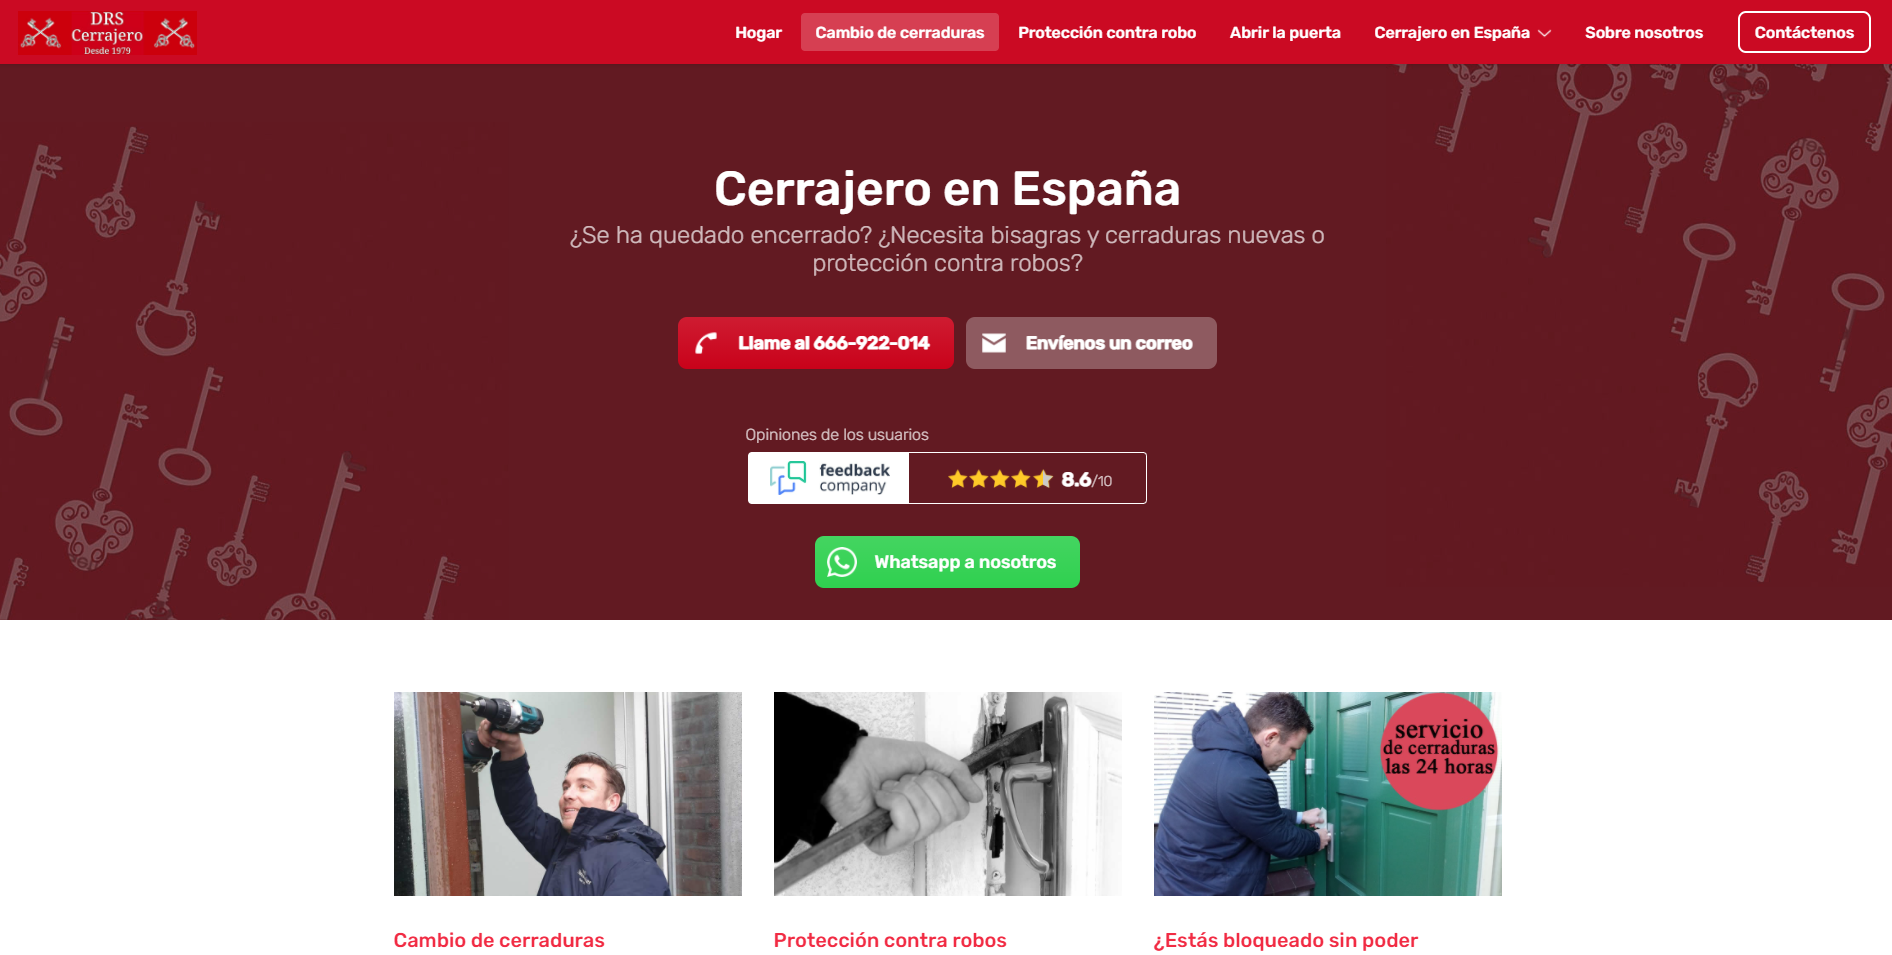 DRS
Cerrajero
Desde 1979
Hogar
Cambio de cerraduras
Protección contra robo
Abrir la puerta
Cerrajero en España
Sobre nosotros
Contáctenos
Cerrajero en España
¿Se ha quedado encerrado? ¿Necesita bisagras y cerraduras nuevas o
protección contra robos?
Llame al 666-922-014
Envíenos un correo
Opiniones de los usuarios
feedback
company
8.6/10
Whatsapp a nosotros
servicio
de cerraduras
las 24 horas
Cambio de cerraduras
Protección contra robos
¿Estás bloqueado sin poder